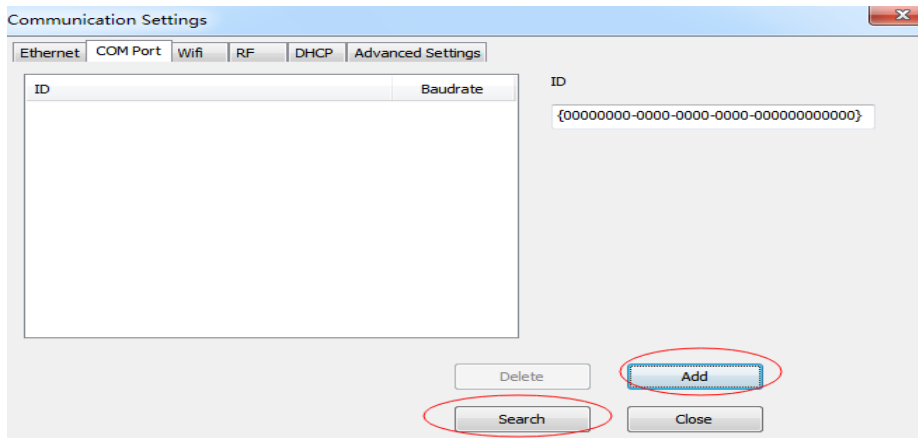 Communication Settings
Ethernet COM Port Wifi RF DHCP Advanced Settings
ID Baudrate
ID
{00000000-0000-0000-0000-000000000000}
Delete Add
Search Close